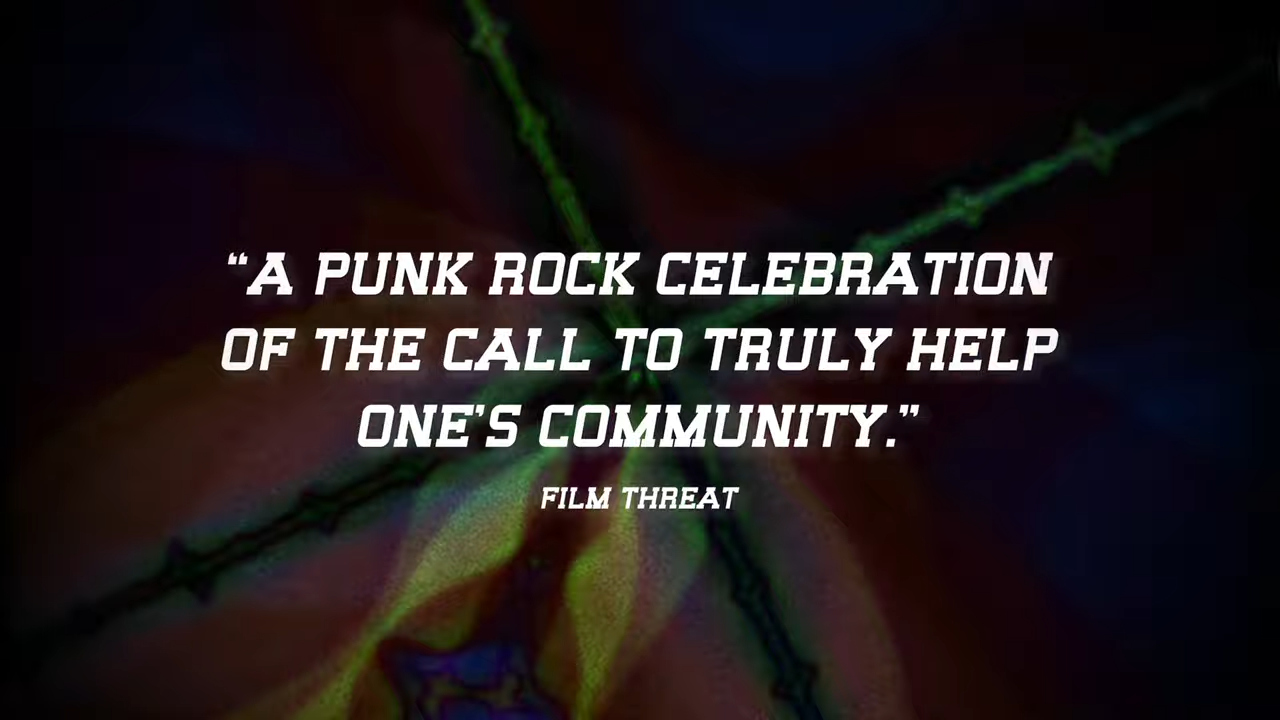 “A PUNK ROCK CELEBRATION
OF THE CALL TO TRULY HELP
ONE’S COMMUNITY.”
FILM THREAT